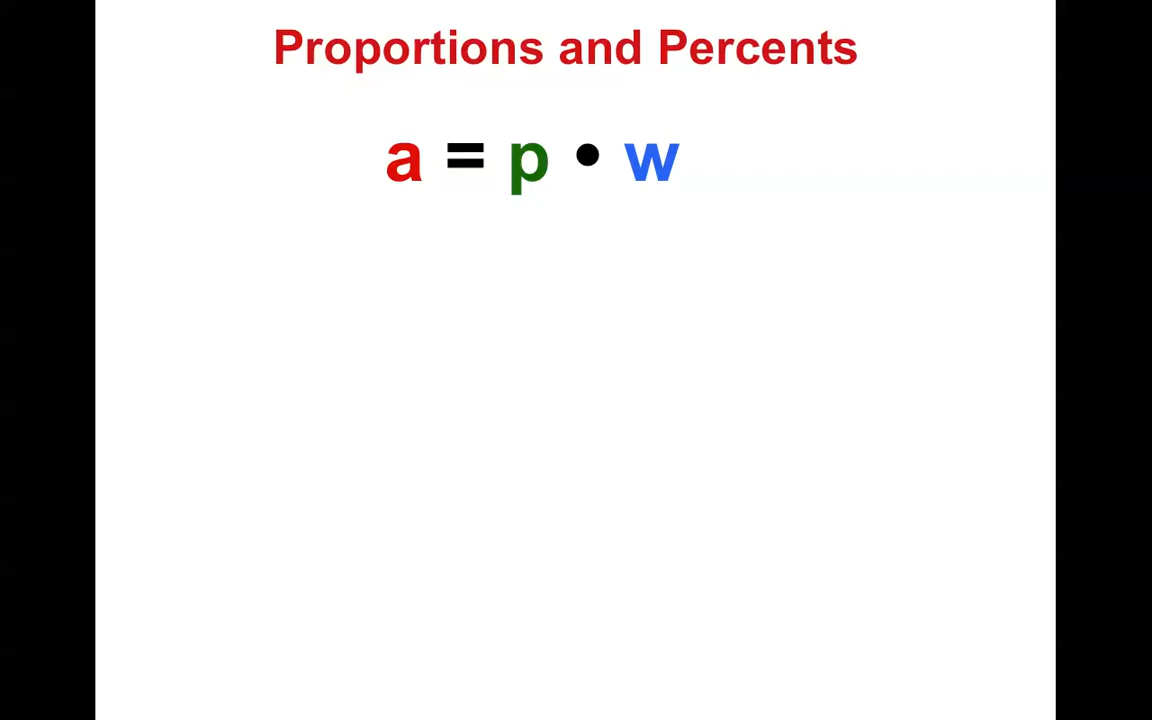 Proportions and Percents
a = p • w